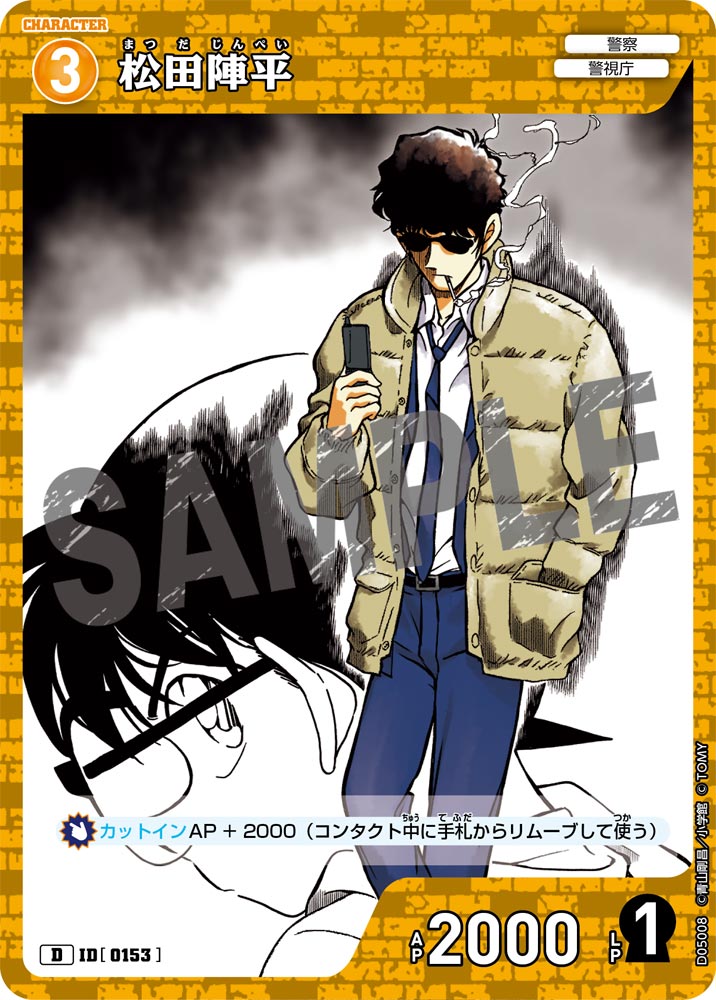 CHARACTER
3
まつだじんぺい
松田陣平
警察
警視庁
SAMPLE
カットイン AP + 2000（コンタクト中に手札からリムーブして使う）
ちゅう てふだ つか
AP 2000 LP 1
D ID[ 0153 ]
D05008 ©青山剛昌／小学館 © TOMY